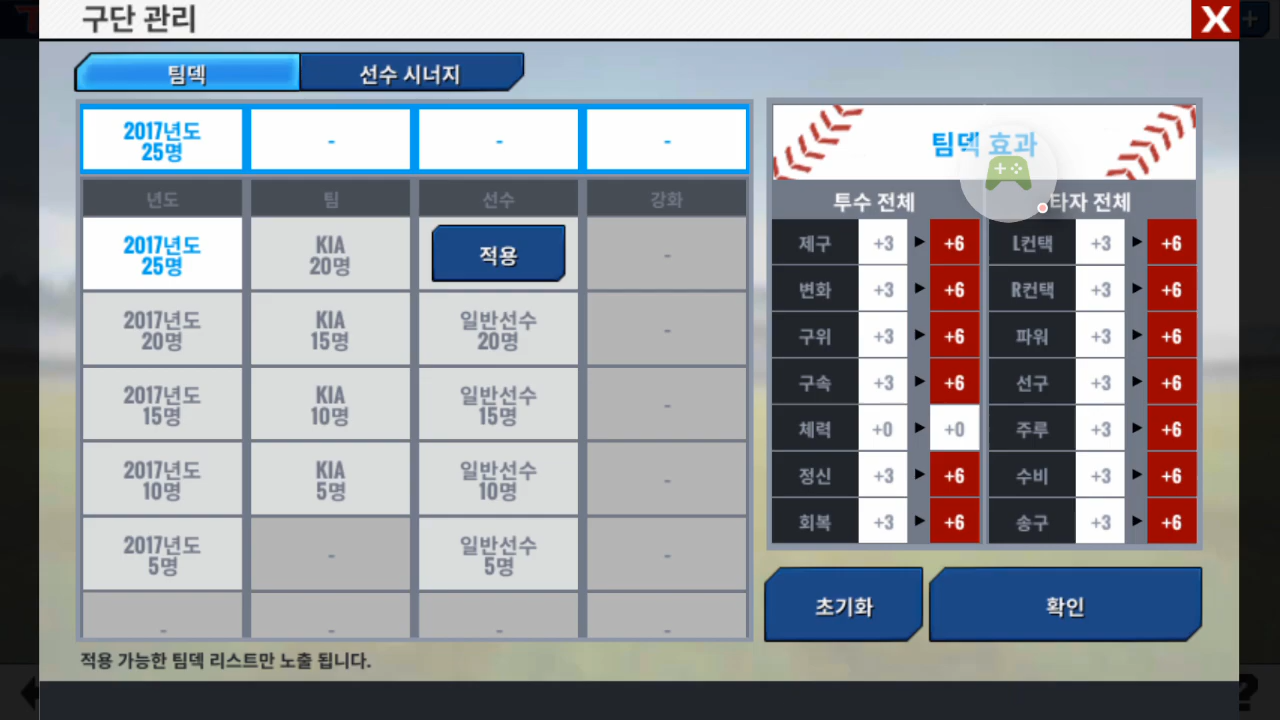 구단 관리
X
팀덱
선수 시너지
2017년도
25명
-
-
-
년도
팀
선수
강화
2017년도
25명
KIA
20명
적용
-
2017년도
20명
KIA
15명
일반선수
20명
-
2017년도
15명
KIA
10명
일반선수
15명
-
2017년도
10명
KIA
5명
일반선수
10명
-
2017년도
5명
-
일반선수
5명
-
-
-
-
-
적용 가능한 팀덱 리스트만 노출 됩니다.
팀덱 효과
투수 전체
타자 전체
제구 +3 ▶ +6 L컨택 +3 ▶ +6
변화 +3 ▶ +6 R컨택 +3 ▶ +6
구위 +3 ▶ +6 파워 +3 ▶ +6
구속 +3 ▶ +6 선구 +3 ▶ +6
체력 +0 ▶ +0 주루 +3 ▶ +6
정신 +3 ▶ +6 수비 +3 ▶ +6
회복 +3 ▶ +6 송구 +3 ▶ +6
초기화
확인
?